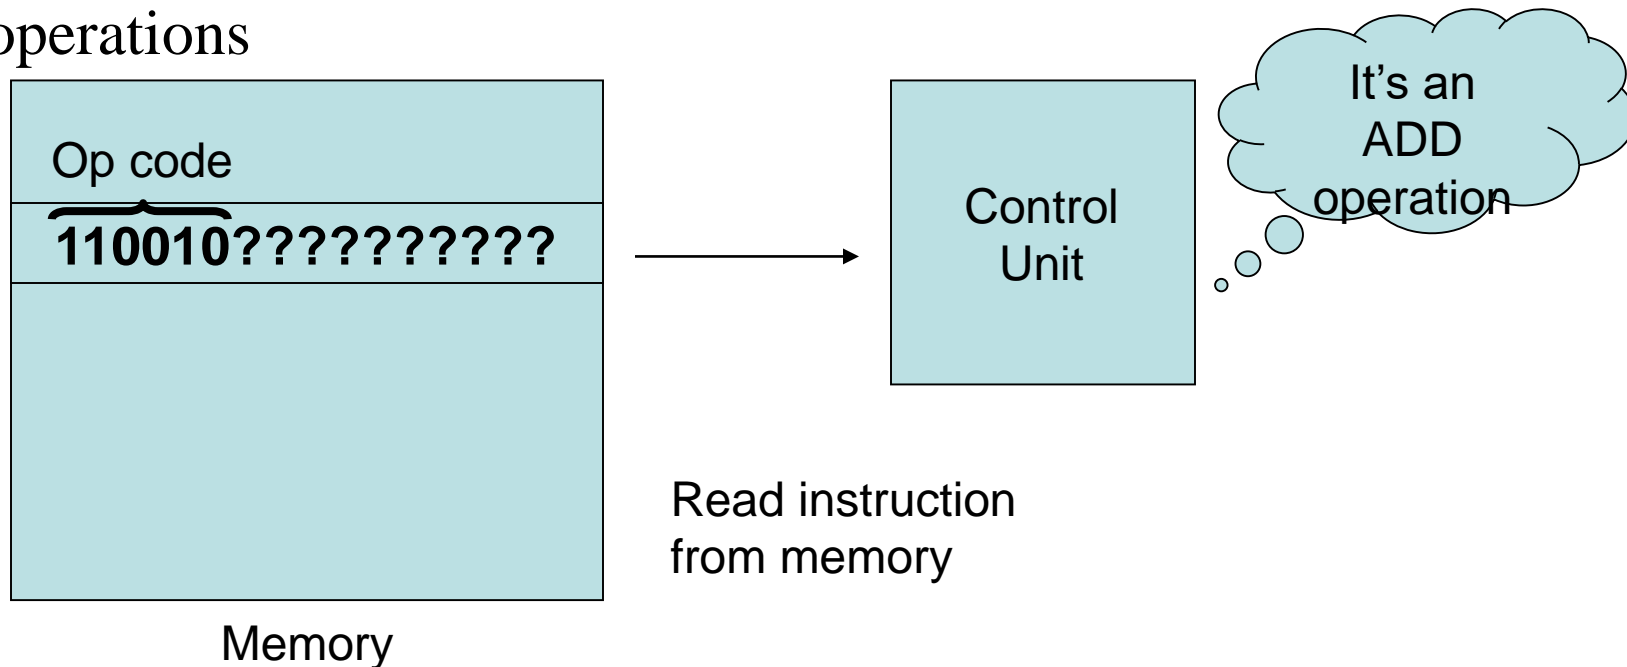 operations
Op code
110010??????????
Control
Unit
It's an
ADD
operation
Read instruction
from memory
Memory